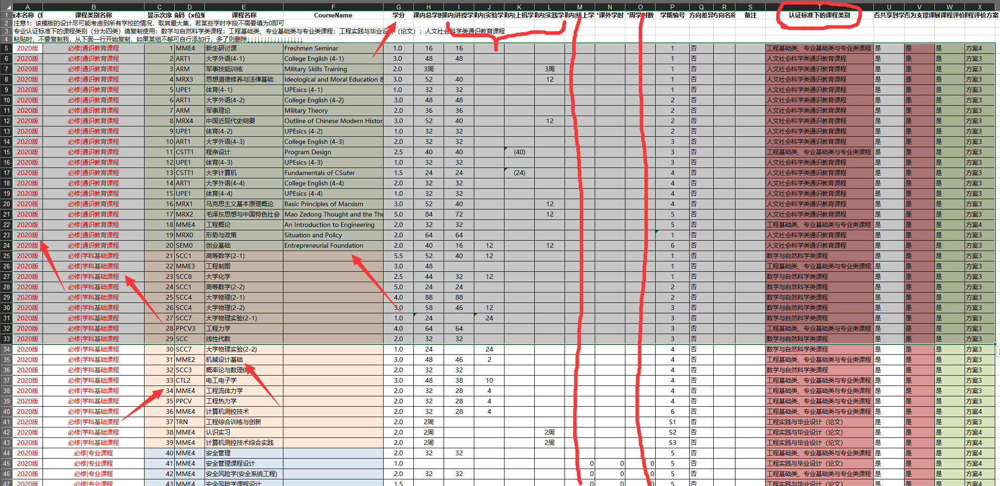 A B C D E F G H I J K L M N O P Q R S T U V W X
1 版本名称 课程类别名称 显示次序 编码（x位编 课程名称 CourseName 学分 课内总学时 课内|讲授学 课内|实验学 课内|上机学 课内|实践学 课内|线上学 *课外学时 *周学时数 学期编号 方向差异 方向名称 备注 认证标准下的课程类别 否共享到学 否为支撑课 展课程评价 程评价方案
2 注意1：该模板的设计尽可能考虑到所有学校的情况，取其最大集，若某些学时字段不需要填为0即可
3 专业认证标准下的课程类别（分为四类）请复制使用：数学与自然科学类课程；工程基础类、专业基础类与专业类课程；工程实践与毕业设计（论文）；人文社会科学类通识教育课程
4 粘贴时，不要复制我，从下面一行开始复制，如果某组不够可自行添加行，多了则删除↓↓↓↓↓↓↓↓↓↓↓↓↓↓↓↓↓
5 2020版 必修|通识教育课程 1 MME4 新生研讨课 Freshmen Seminar 1.0 16 16 1 否 工程基础类、专业基础类与专业类课程 是 是 是 方案4
6 2020版 必修|通识教育课程 2 ART1 大学外语(4-1) College English (4-1) 3.0 48 48 1 否 人文社会科学类通识教育课程 是 是 是 方案3
7 2020版 必修|通识教育课程 3 ARM 军事技能训练 Military Skills Training 2.0 3周 3周 1 否 人文社会科学类通识教育课程 是 是 是 方案3
8 2020版 必修|通识教育课程 4 MRX3 思想道德修养与法律基础 Ideological and Moral Education & 3.0 52 40 12 1 否 人文社会科学类通识教育课程 是 是 是 方案3
9 2020版 必修|通识教育课程 5 UPE1 体育(4-1) UPEsics (4-1) 1.0 32 32 1 否 人文社会科学类通识教育课程 是 是 是 方案3
10 2020版 必修|通识教育课程 6 ART1 大学外语(4-2) College English (4-2) 3.0 48 48 2 否 人文社会科学类通识教育课程 是 是 是 方案3
11 2020版 必修|通识教育课程 7 ARM 军事理论 Military Theory 2.0 36 36 2 否 人文社会科学类通识教育课程 是 是 是 方案3
12 2020版 必修|通识教育课程 8 MRX4 中国近现代史纲要 Outline of Chinese Modern History 3.0 52 40 12 2 否 人文社会科学类通识教育课程 是 是 是 方案3
13 2020版 必修|通识教育课程 9 UPE1 体育(4-2) UPEsics (4-2) 1.0 32 32 2 否 人文社会科学类通识教育课程 是 是 是 方案3
14 2020版 必修|通识教育课程 10 ART1 大学外语(4-3) College English (4-3) 2.0 32 32 3 否 人文社会科学类通识教育课程 是 是 是 方案3
15 2020版 必修|通识教育课程 11 CSTT1 程序设计 Program Design 2.5 40 40 (40) 3 否 工程基础类、专业基础类与专业类课程 是 是 是 方案3
16 2020版 必修|通识教育课程 12 UPE1 体育(4-3) UPEsics (4-3) 1.0 32 32 3 否 人文社会科学类通识教育课程 是 是 是 方案3
17 2020版 必修|通识教育课程 13 CSTT1 大学计算机 Fundamentals of CSuter 1.5 24 24 (24) 4 否 人文社会科学类通识教育课程 是 是 是 方案3
18 2020版 必修|通识教育课程 14 ART1 大学外语(4-4) College English (4-4) 2.0 32 32 4 否 人文社会科学类通识教育课程 是 是 是 方案3
19 2020版 必修|通识教育课程 15 UPE1 体育(4-4) UPEsics (4-4) 1.0 32 32 4 否 人文社会科学类通识教育课程 是 是 是 方案3
20 2020版 必修|通识教育课程 16 MRX1 马克思主义基本原理概论 Basic Principles of Marxism 3.0 52 40 12 4 否 人文社会科学类通识教育课程 是 是 是 方案3
21 2020版 必修|通识教育课程 17 MRX2 毛泽东思想与中国特色社会 Mao Zedong Thought and the The 5.0 84 72 12 5 否 人文社会科学类通识教育课程 是 是 是 方案3
22 2020版 必修|通识教育课程 18 MME4 工程概论 An Introduction to Engineering 2.0 32 32 5 否 工程基础类、专业基础类与专业类课程 是 是 是 方案4
23 2020版 必修|通识教育课程 19 MRX0 形势与政策 Situation and Policy 2.0 64 64 1 否 人文社会科学类通识教育课程 是 是 是 方案3
24 2020版 必修|通识教育课程 20 SEM0 创业基础 Entrepreneurial Foundation 2.0 40 16 12 12 6 否 人文社会科学类通识教育课程 是 是 是 方案3
25 2020版 必修|学科基础课程 21 SCC1 高等数学(2-1) 5.5 52 40 12 1 否 数学与自然科学类课程 是 是 是 方案3
26 2020版 必修|学科基础课程 22 MME3 工程制图 3.0 48 1 否 工程基础类、专业基础类与专业类课程 是 是 是 方案3
27 2020版 必修|学科基础课程 23 SCC8 大学化学 2.5 44 32 12 1 否 数学与自然科学类课程 是 是 是 方案3
28 2020版 必修|学科基础课程 24 SCC1 高等数学(2-2) 5.0 24 24 2 否 数学与自然科学类课程 是 是 是 方案3
29 2020版 必修|学科基础课程 25 SCC4 大学物理(2-1) 4.0 88 88 2 否 数学与自然科学类课程 是 是 是 方案3
30 2020版 必修|学科基础课程 26 SCC4 大学物理(2-2) 3.0 58 46 12 3 否 数学与自然科学类课程 是 是 是 方案3
31 2020版 必修|学科基础课程 27 SCC7 大学物理实验(2-1) 1.0 24 24 3 否 数学与自然科学类课程 是 是 是 方案3
32 2020版 必修|学科基础课程 28 PPCV3 工程力学 4.0 64 64 3 否 工程基础类、专业基础类与专业类课程 是 是 是 方案3
33 2020版 必修|学科基础课程 29 SCC 线性代数 2.0 32 32 3 否 数学与自然科学类课程 是 是 是 方案3
34 2020版 必修|学科基础课程 30 SCC7 大学物理实验(2-2) 1.0 24 24 4 否 数学与自然科学类课程 是 是 是 方案3
35 2020版 必修|学科基础课程 31 MME2 机械设计基础 3.0 48 46 2 4 否 工程基础类、专业基础类与专业类课程 是 是 是 方案3
36 2020版 必修|学科基础课程 32 SCC3 概率论与数理统 2.0 32 32 4 否 数学与自然科学类课程 是 是 是 方案3
37 2020版 必修|学科基础课程 33 CTL2 电工电子学 3.0 48 38 10 4 否 工程基础类、专业基础类与专业类课程 是 是 是 方案3
38 2020版 必修|学科基础课程 34 MME4 工程流体力学 2.0 32 28 4 4 否 工程基础类、专业基础类与专业类课程 是 是 是 方案3
39 2020版 必修|学科基础课程 35 PPCV 工程热力学 2.0 32 28 4 4 否 工程基础类、专业基础类与专业类课程 是 是 是 方案3
40 2020版 必修|学科基础课程 36 MME4 计算机测控技术 2.0 32 28 4 6 否 工程基础类、专业基础类与专业类课程 是 是 是 方案4
41 2020版 必修|学科基础课程 37 TRN 工程综合训练与创新 2.0 2周 S1 否 工程实践与毕业设计（论文） 是 是 是 方案3
42 2020版 必修|学科基础课程 38 MME4 认识实习 2.0 2周 2周 S2 否 工程实践与毕业设计（论文） 是 是 是 方案4
43 2020版 必修|学科基础课程 39 MME4 计算机测控技术综合实践 2.0 2周 2周 S3 否 工程实践与毕业设计（论文） 是 是 是 方案4
44 2020版 必修|专业课程 40 MME4 安全管理 2.0 32 32 5 否 工程基础类、专业基础类与专业类课程 是 是 是 方案4
45 2020版 必修|专业课程 41 MME4 安全管理课程设计 1.0 0 0 0 5 否 工程实践与毕业设计（论文） 是 是 是 方案4
46 2020版 必修|专业课程 42 MME4 安全风险学(安全系统工程) 2.0 32 32 0 0 0 5 否 工程基础类、专业基础类与专业类课程 是 是 是 方案4
47 2020版 必修|专业课程 43 MME4 安全风险学课程设计 1.5 0 0 0 5 否 工程实践与毕业设计（论文） 是 是 是 方案4